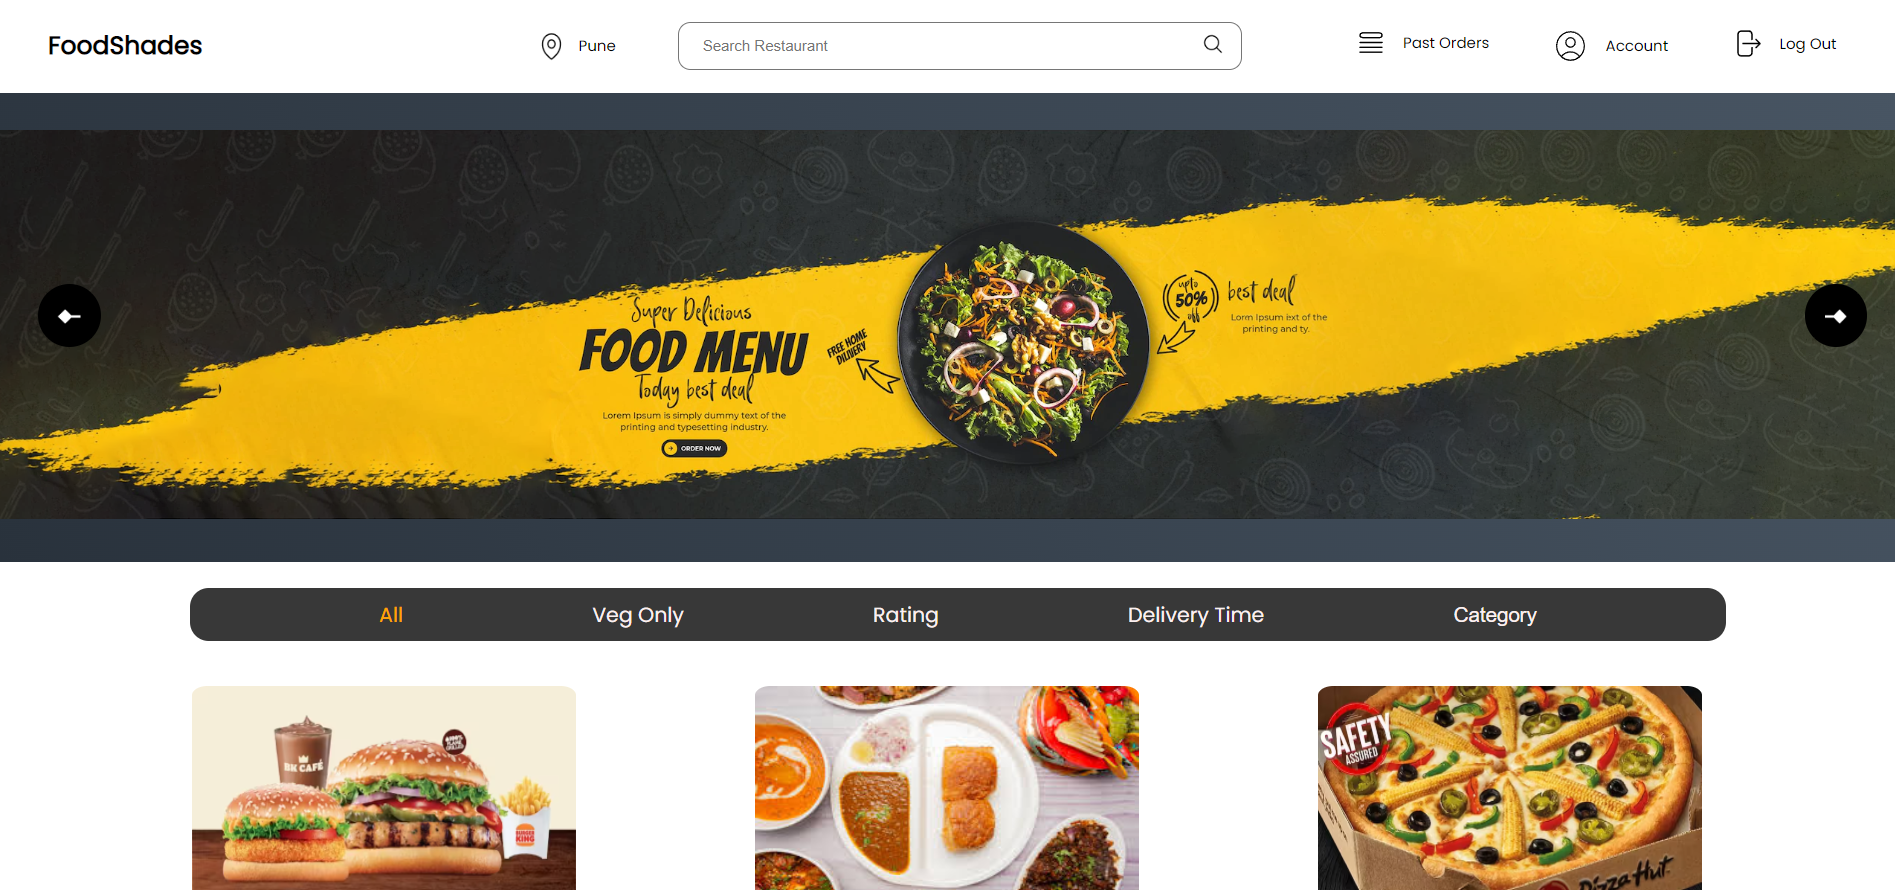 FoodShades
Pune
Search Restaurant
Past Orders
Account
Log Out
Super Delicious
FOOD MENU
Today best deal
Lorem Ipsum is simply dummy text of the
printing and typesetting industry.
ORDER NOW
FREE HOME
DILIVERY
upto
50%
off
best deal
Lorm Ipsum ixt of the
printing and ty.
All
Veg Only
Rating
Delivery Time
Category
BK CAFÉ
BURGER
KING
SAFETY
ASSURED
Pizza Hut